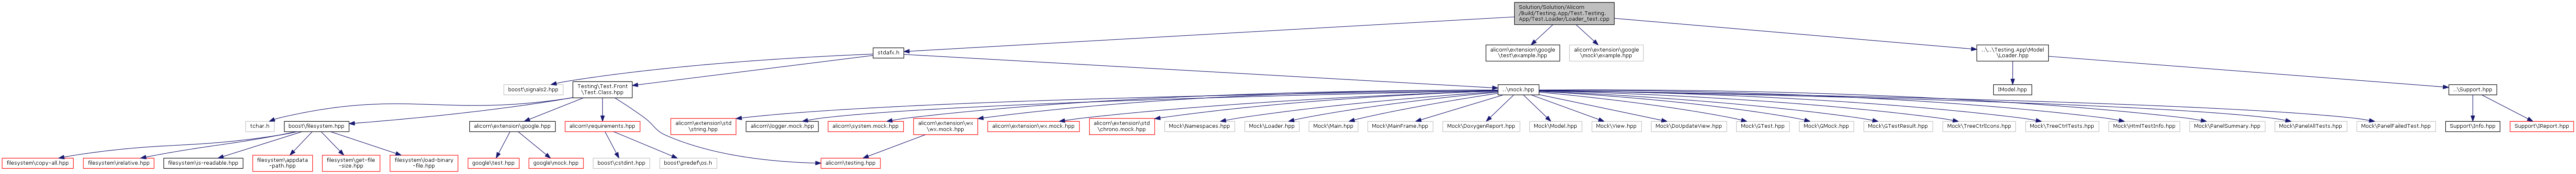 Solution/Solution/Alicorn
/Build/Testing.App/Test.Testing.
App/Test.Loader/Loader_test.cpp
stdafx.h
alicorn\extension\google
\test\example.hpp
alicorn\extension\google
\mock\example.hpp
..\..\Testing.App\Model
\Loader.hpp
boost\signals2.hpp
Testing\Test.Front
\Test.Class.hpp
..\mock.hpp
IModel.hpp
..\Support.hpp
tchar.h
boost\filesystem.hpp
alicorn\extension\google.hpp
alicorn\requirements.hpp
alicorn\extension\std
\string.hpp
alicorn\logger.mock.hpp
alicorn\system.mock.hpp
alicorn\extension\wx
\wx.mock.hpp
alicorn\extension\wx.mock.hpp
alicorn\extension\std
\chrono.mock.hpp
Mock\Namespaces.hpp
Mock\Loader.hpp
Mock\Main.hpp
Mock\MainFrame.hpp
Mock\DoxygenReport.hpp
Mock\Model.hpp
Mock\View.hpp
Mock\DoUpdateView.hpp
Mock\GTest.hpp
Mock\GMock.hpp
Mock\GTestResult.hpp
Mock\TreeCtrlIcons.hpp
Mock\TreeCtrlTests.hpp
Mock\HtmlTestInfo.hpp
Mock\PanelSummary.hpp
Mock\PanelAllTests.hpp
Mock\PanelFailedTest.hpp
Support\Info.hpp
Support\IReport.hpp
filesystem\copy-all.hpp
filesystem\relative.hpp
filesystem\is-readable.hpp
filesystem\appdata
-path.hpp
filesystem\get-file
-size.hpp
filesystem\load-binary
-file.hpp
google\test.hpp
google\mock.hpp
boost\cstdint.hpp
boost\predef\os.h
alicorn\testing.hpp